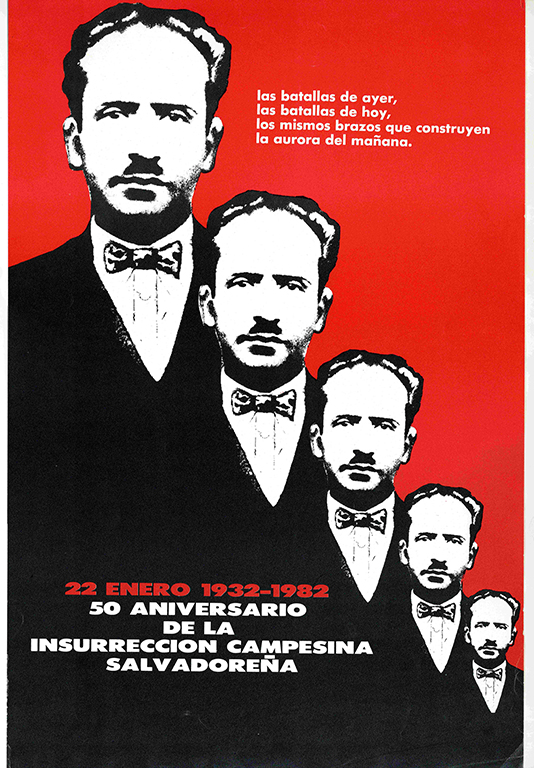 las batallas de ayer,
las batallas de hoy,
los mismos brazos que construyen
la aurora del mañana.
22 ENERO 1932-1982
50 ANIVERSARIO
DE LA
INSURRECCION CAMPESINA
SALVADOREÑA